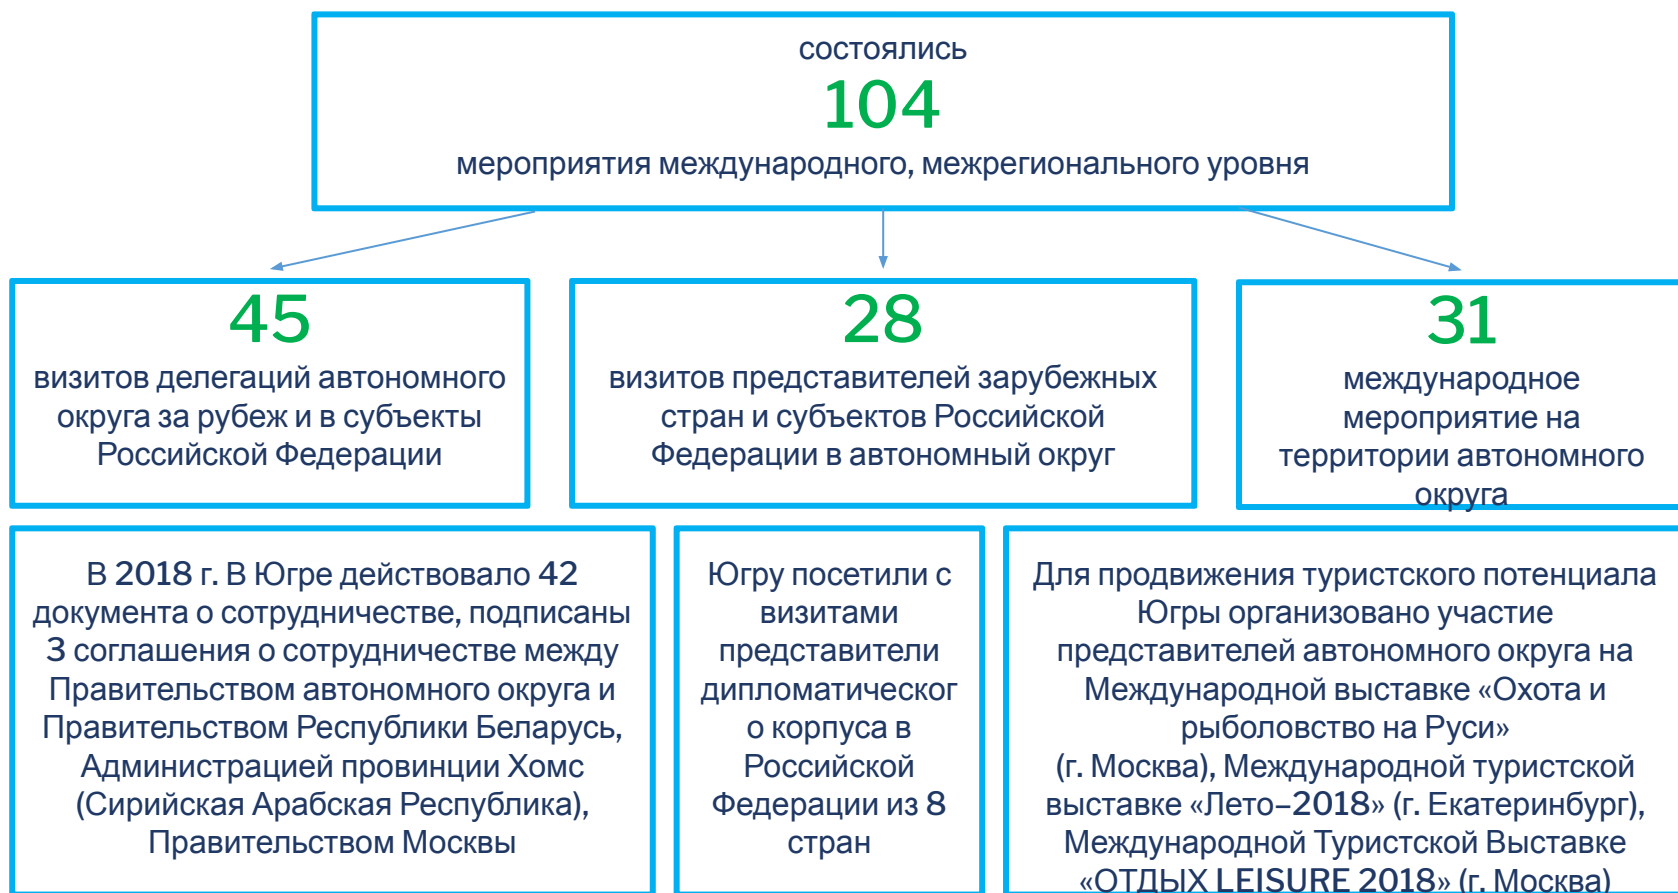 состоялись
104
мероприятия международного, межрегионального уровня
45
визитов делегаций автономного
округа за рубеж и в субъекты
Российской Федерации
28
визитов представителей зарубежных
стран и субъектов Российской
Федерации в автономный округ
31
международное
мероприятие на
территории автономного
округа
В 2018 г. В Югре действовало 42
документа о сотрудничестве, подписаны
3 соглашения о сотрудничестве между
Правительством автономного округа и
Правительством Республики Беларусь,
Администрацией провинции Хомс
(Сирийская Арабская Республика),
Правительством Москвы
Югру посетили с
визитами
представители
дипломатическог
о корпуса в
Российской
Федерации из 8
стран
Для продвижения туристского потенциала
Югры организовано участие
представителей автономного округа на
Международной выставке «Охота и
рыболовство на Руси»
(г. Москва), Международной туристской
выставке «Лето–2018» (г. Екатеринбург),
Международной Туристской Выставке
«ОТДЫХ LEISURE 2018» (г. Москва)